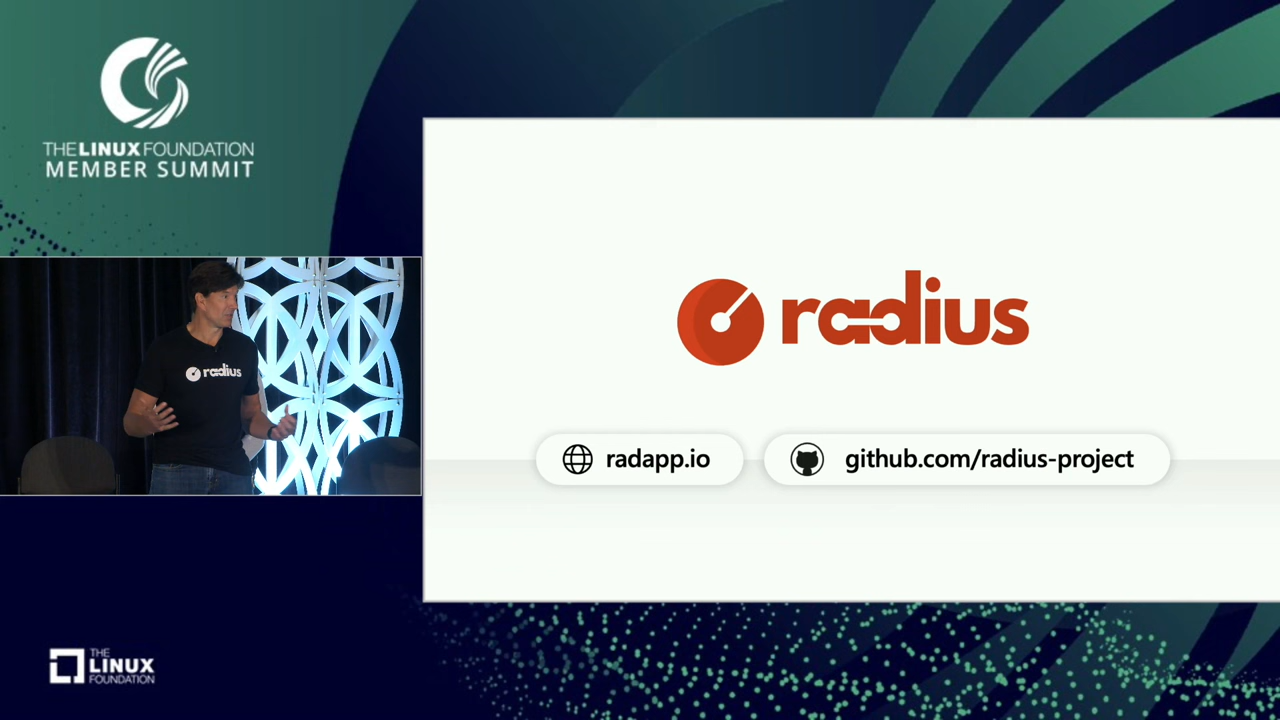 THE LINUX FOUNDATION
MEMBER SUMMIT
radius
radius
radapp.io
github.com/radius-project
THE
LINUX
FOUNDATION